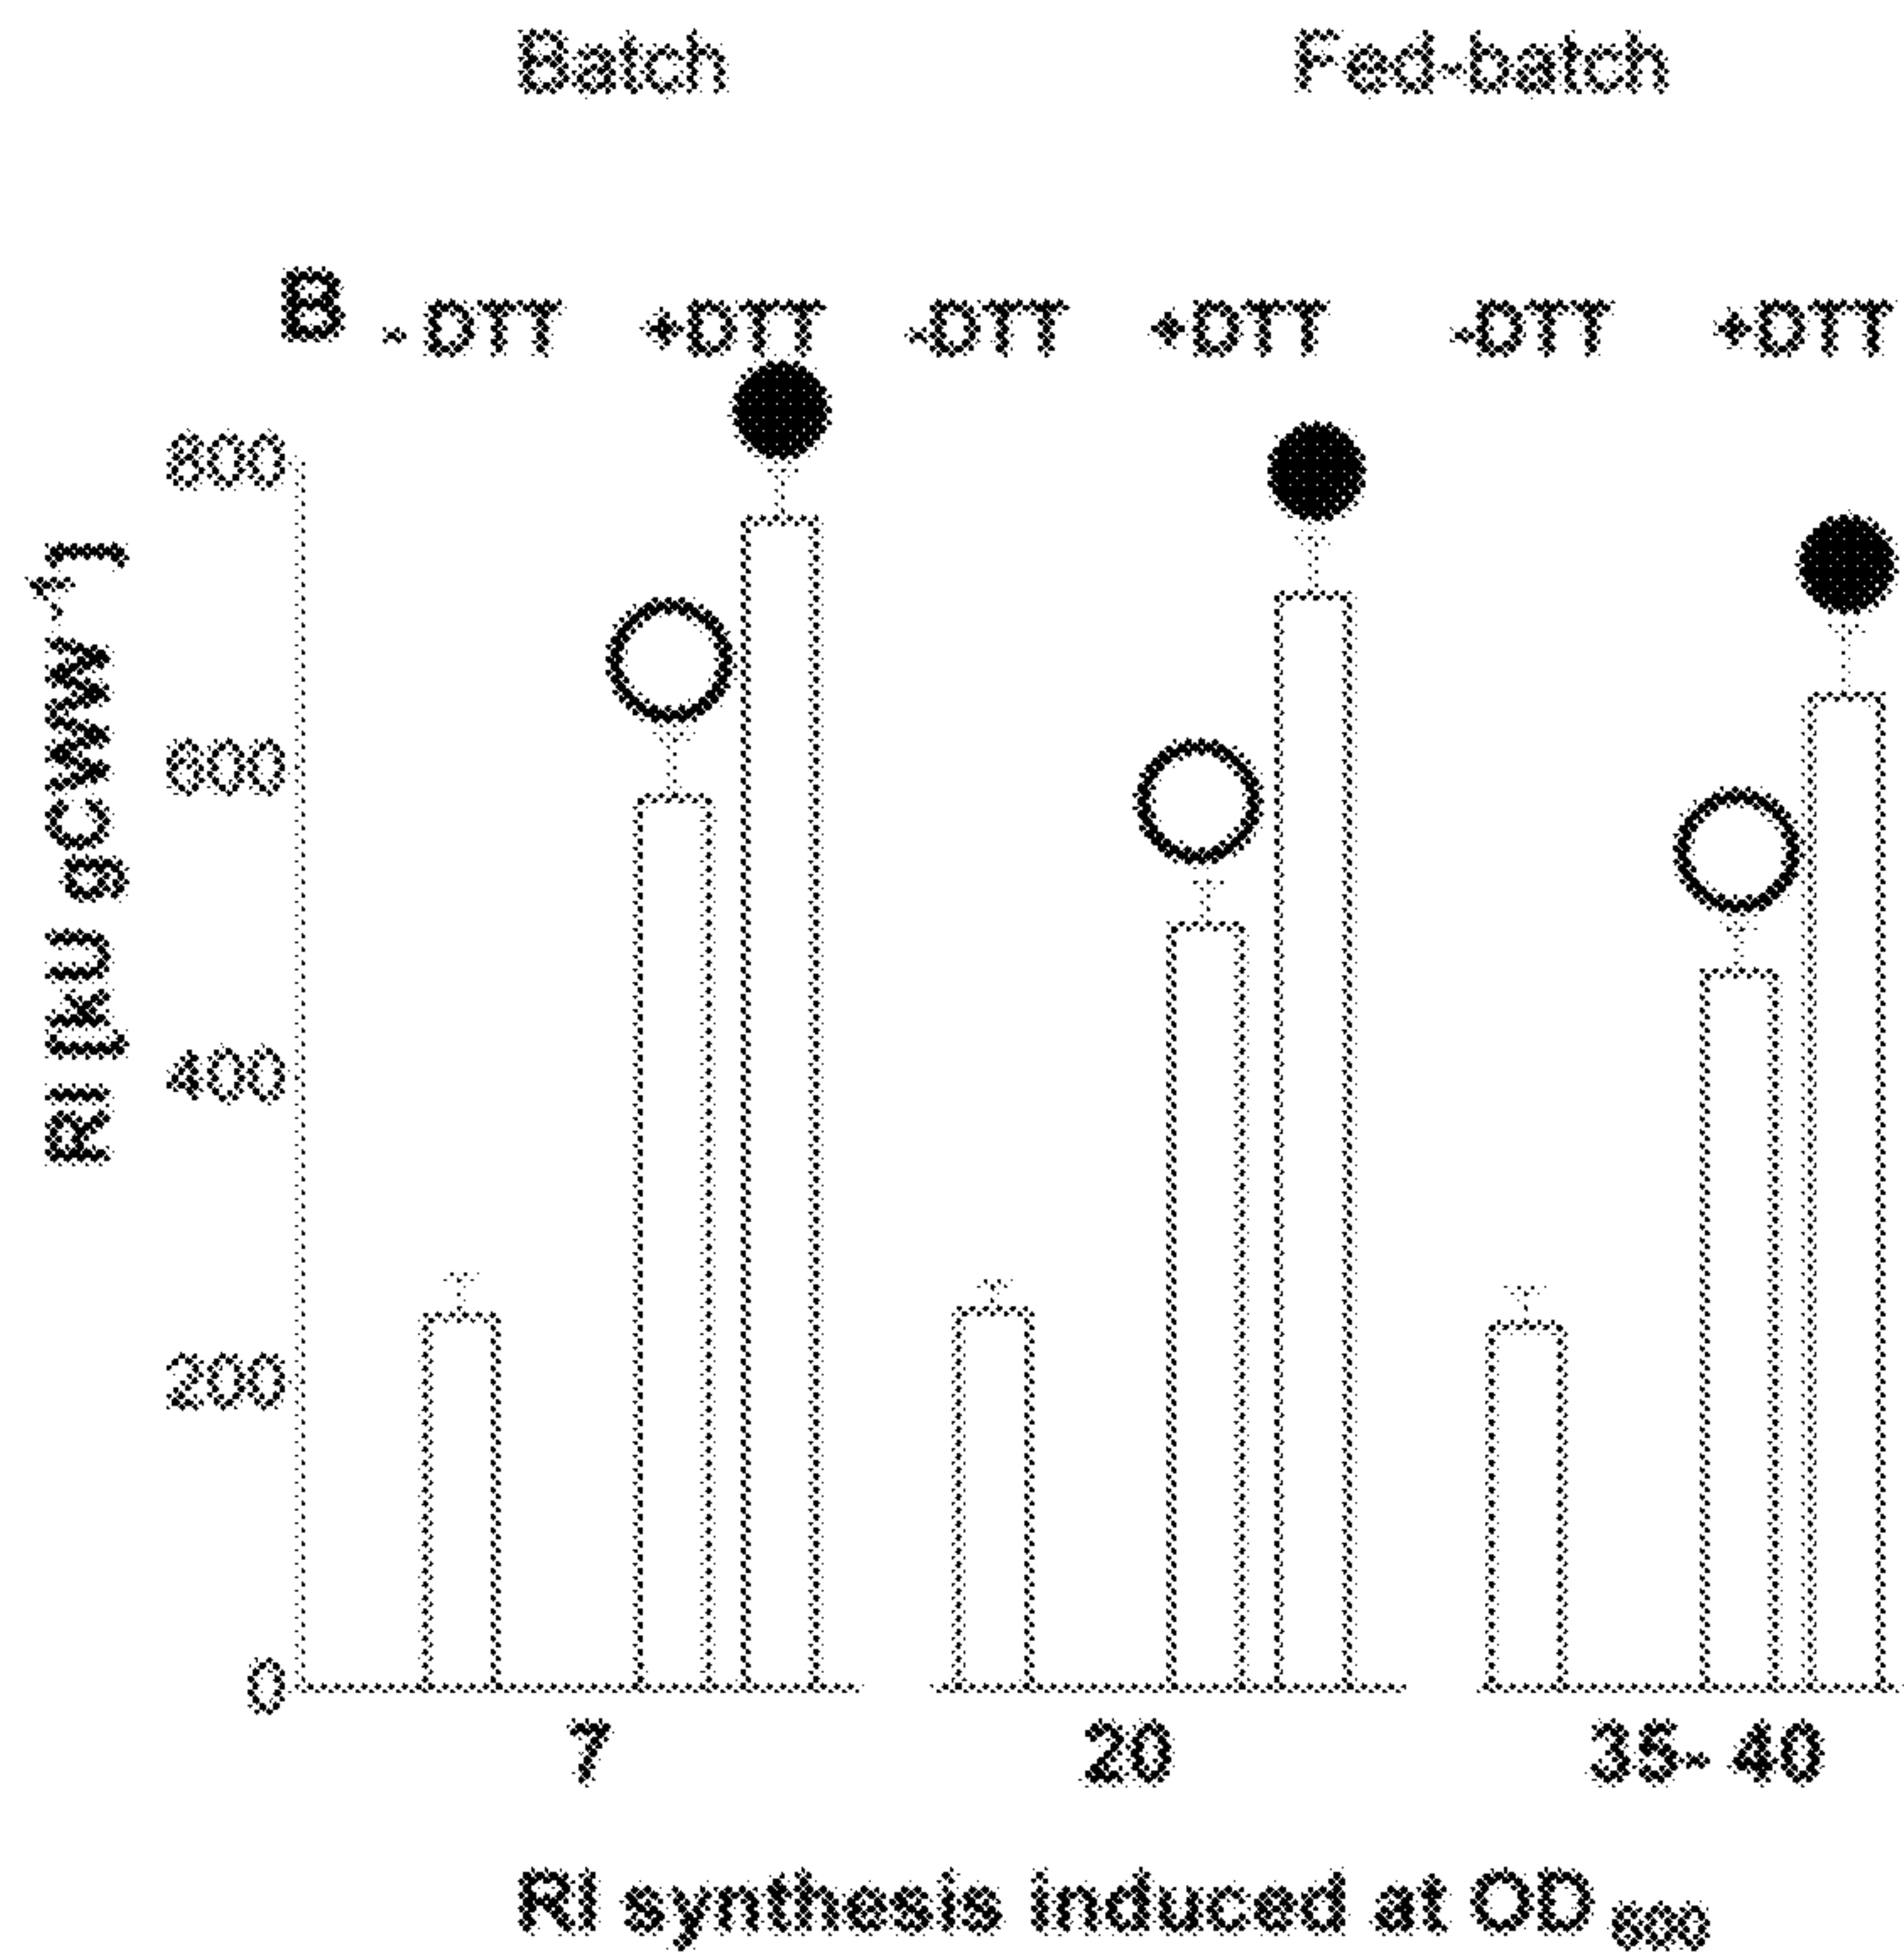 Batch Fed-batch
B - DTT +DTT -DTT +DTT -DTT +DTT
800
600
400
200
0
RI [kU gCWW⁻¹]
7 20 35- 40
RI synthesis induced at OD₆₀₀